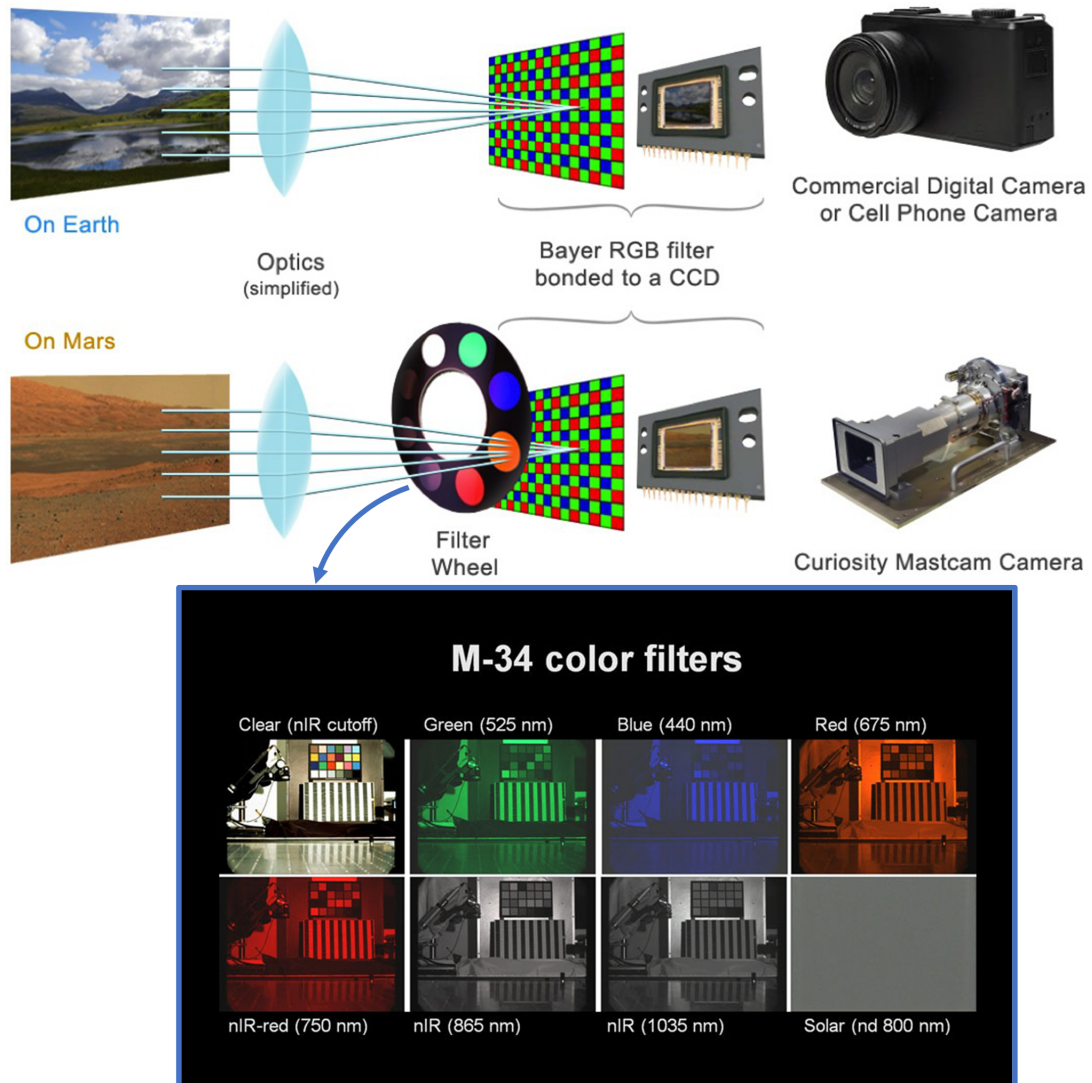 On Earth
Optics
(simplified)
Bayer RGB filter
bonded to a CCD
Commercial Digital Camera
or Cell Phone Camera
On Mars
Filter
Wheel
Curiosity Mastcam Camera
M-34 color filters
Clear (nIR cutoff)
Green (525 nm)
Blue (440 nm)
Red (675 nm)
nIR-red (750 nm)
nIR (865 nm)
nIR (1035 nm)
Solar (nd 800 nm)